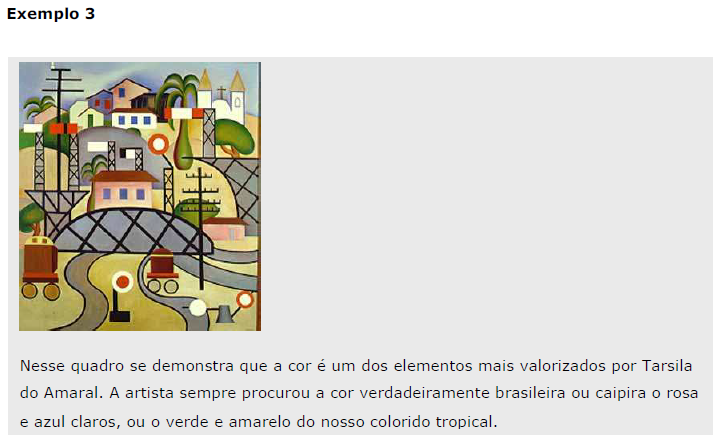 Exemplo 3
Nesse quadro se demonstra que a cor é um dos elementos mais valorizados por Tarsila
do Amaral. A artista sempre procurou a cor verdadeiramente brasileira ou caipira o rosa
e azul claros, ou o verde e amarelo do nosso colorido tropical.